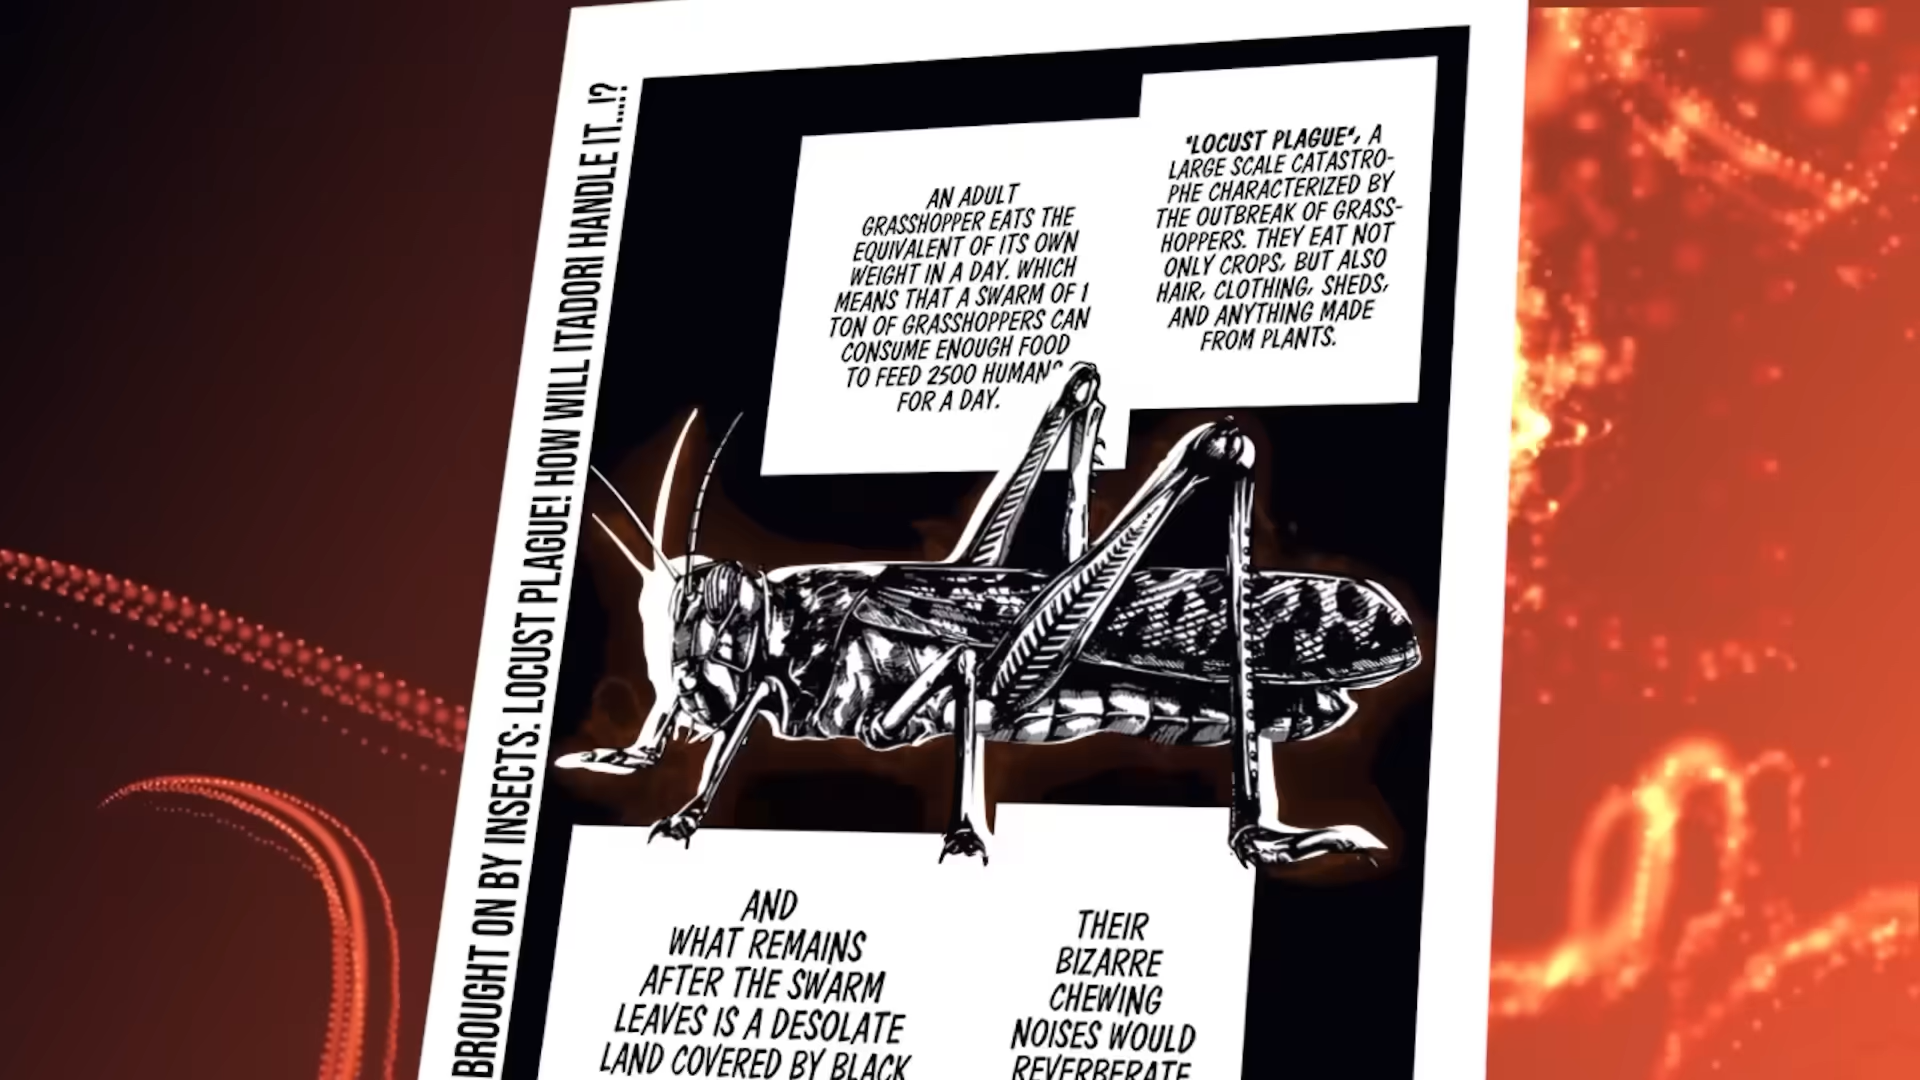 BROUGHT ON BY INSECTS: LOCUST PLAGUE! HOW WILL ITADORI HANDLE IT...!?
"LOCUST PLAGUE", A
LARGE SCALE CATASTRO-
PHE CHARACTERIZED BY
THE OUTBREAK OF GRASS-
HOPPERS. THEY EAT NOT
ONLY CROPS, BUT ALSO
HAIR, CLOTHING, SHEDS,
AND ANYTHING MADE
FROM PLANTS.
AN ADULT
GRASSHOPPER EATS THE
EQUIVALENT OF ITS OWN
WEIGHT IN A DAY. WHICH
MEANS THAT A SWARM OF 1
TON OF GRASSHOPPERS CAN
CONSUME ENOUGH FOOD
TO FEED 2500 HUMANS
FOR A DAY.
THEIR
BIZARRE
CHEWING
NOISES WOULD
REVERBERATE
AND
WHAT REMAINS
AFTER THE SWARM
LEAVES IS A DESOLATE
LAND COVERED BY BLACK